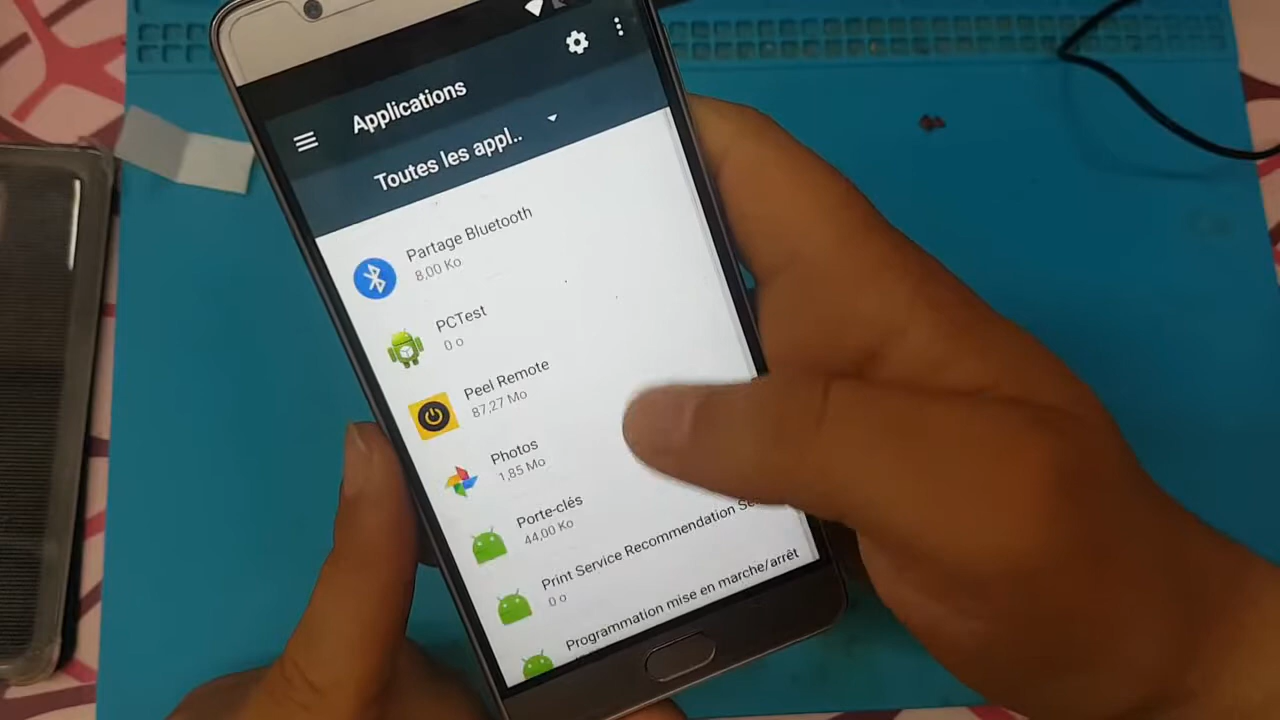 Applications
Toutes les appl..
Partage Bluetooth
8,00 Ko
PCTest
0 o
Peel Remote
87,27 Mo
Photos
1,85 Mo
Porte-clés
44,00 Ko
Print Service Recommendation Se
0 o
Programmation mise en marche/arrêt